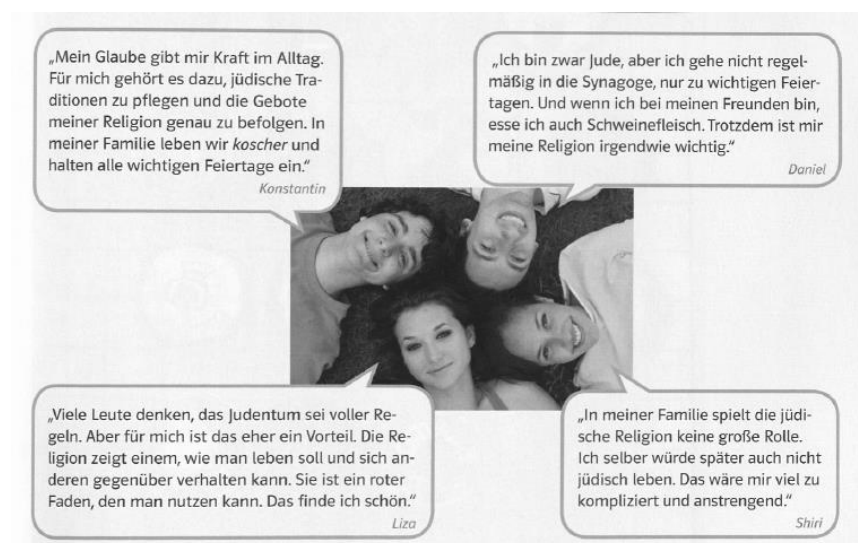 „Mein Glaube gibt mir Kraft im Alltag.
Für mich gehört es dazu, jüdische Tra-
ditionen zu pflegen und die Gebote
meiner Religion genau zu befolgen. In
meiner Familie leben wir koscher und
halten alle wichtigen Feiertage ein.“
Konstantin
„Ich bin zwar Jude, aber ich gehe nicht regel-
mäßig in die Synagoge, nur zu wichtigen Feier-
tagen. Und wenn ich bei meinen Freunden bin,
esse ich auch Schweinefleisch. Trotzdem ist mir
meine Religion irgendwie wichtig.“
Daniel
„Viele Leute denken, das Judentum sei voller Re-
geln. Aber für mich ist das eher ein Vorteil. Die Re-
ligion zeigt einem, wie man leben soll und sich an-
deren gegenüber verhalten kann. Sie ist ein roter
Faden, den man nutzen kann. Das finde ich schön.“
Liza
„In meiner Familie spielt die jüdi-
sche Religion keine große Rolle.
Ich selber würde später auch nicht
jüdisch leben. Das wäre mir viel zu
kompliziert und anstrengend.“
Shiri